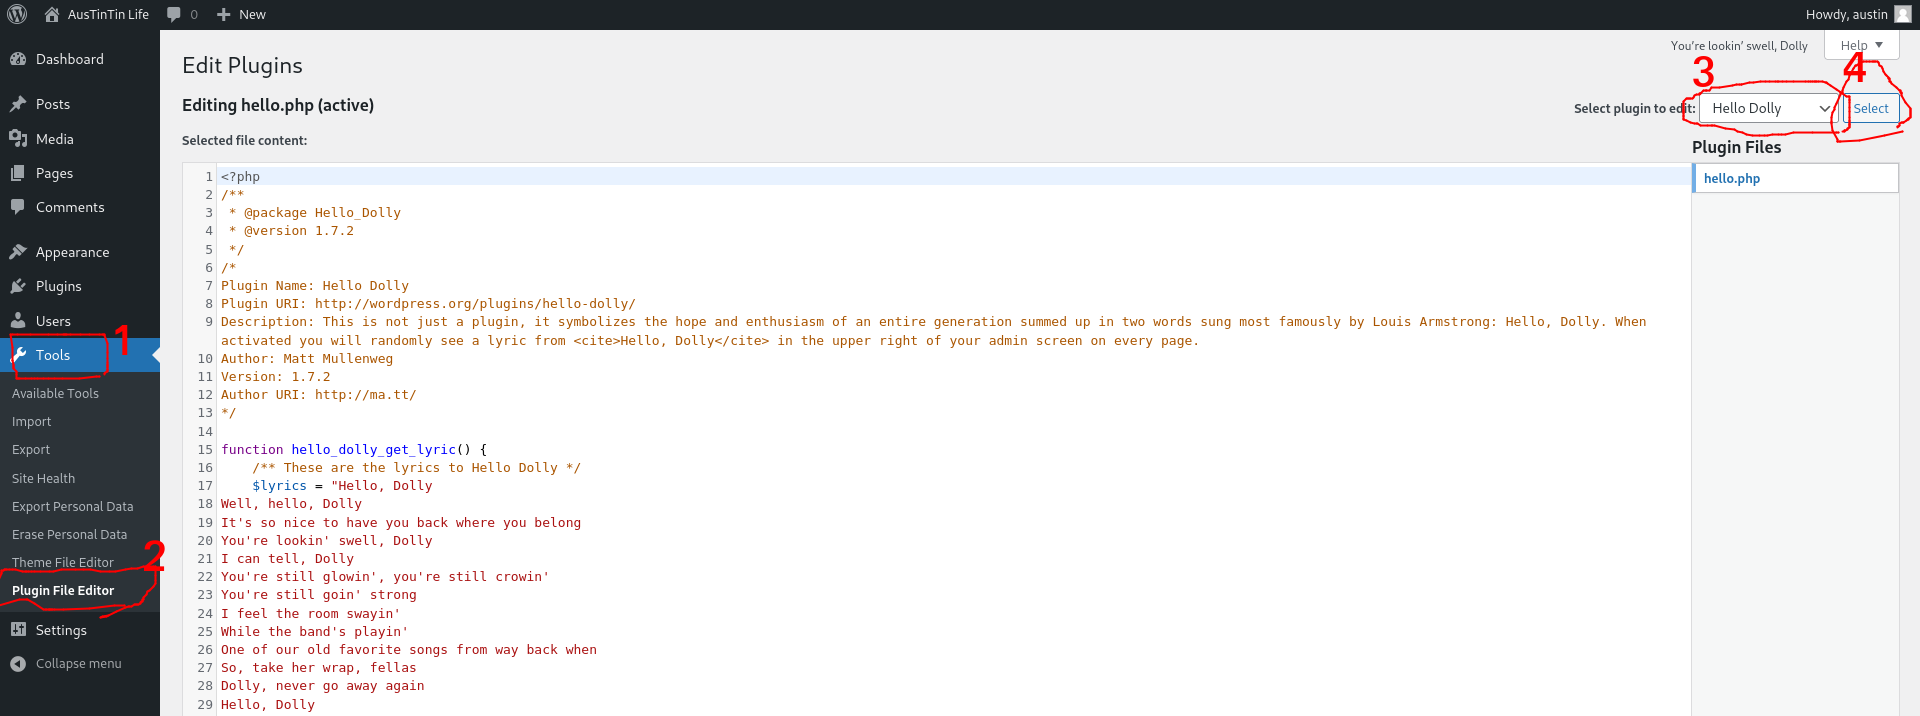 AusTinTin Life 0 New Howdy, austin
Dashboard
Posts
Media
Pages
Comments
Appearance
Plugins
Users
Tools
1
Available Tools
Import
Export
Site Health
Export Personal Data
Erase Personal Data
Theme File Editor
2
Plugin File Editor
Settings
Collapse menu
You're lookin' swell, Dolly
Help
Edit Plugins
Editing hello.php (active)
3
4
Select plugin to edit: Hello Dolly Select
Selected file content:
Plugin Files
hello.php
1 <?php
2 /**
3 * @package Hello_Dolly
4 * @version 1.7.2
5 */
6 /*
7 Plugin Name: Hello Dolly
8 Plugin URI: http://wordpress.org/plugins/hello-dolly/
9 Description: This is not just a plugin, it symbolizes the hope and enthusiasm of an entire generation summed up in two words sung most famously by Louis Armstrong: Hello, Dolly. When
activated you will randomly see a lyric from <cite>Hello, Dolly</cite> in the upper right of your admin screen on every page.
10 Author: Matt Mullenweg
11 Version: 1.7.2
12 Author URI: http://ma.tt/
13 */
14
15 function hello_dolly_get_lyric() {
16 /** These are the lyrics to Hello Dolly */
17 $lyrics = "Hello, Dolly
18 Well, hello, Dolly
19 It's so nice to have you back where you belong
20 You're lookin' swell, Dolly
21 I can tell, Dolly
22 You're still glowin', you're still crowin'
23 You're still goin' strong
24 I feel the room swayin'
25 While the band's playin'
26 One of our old favorite songs from way back when
27 So, take her wrap, fellas
28 Dolly, never go away again
29 Hello, Dolly